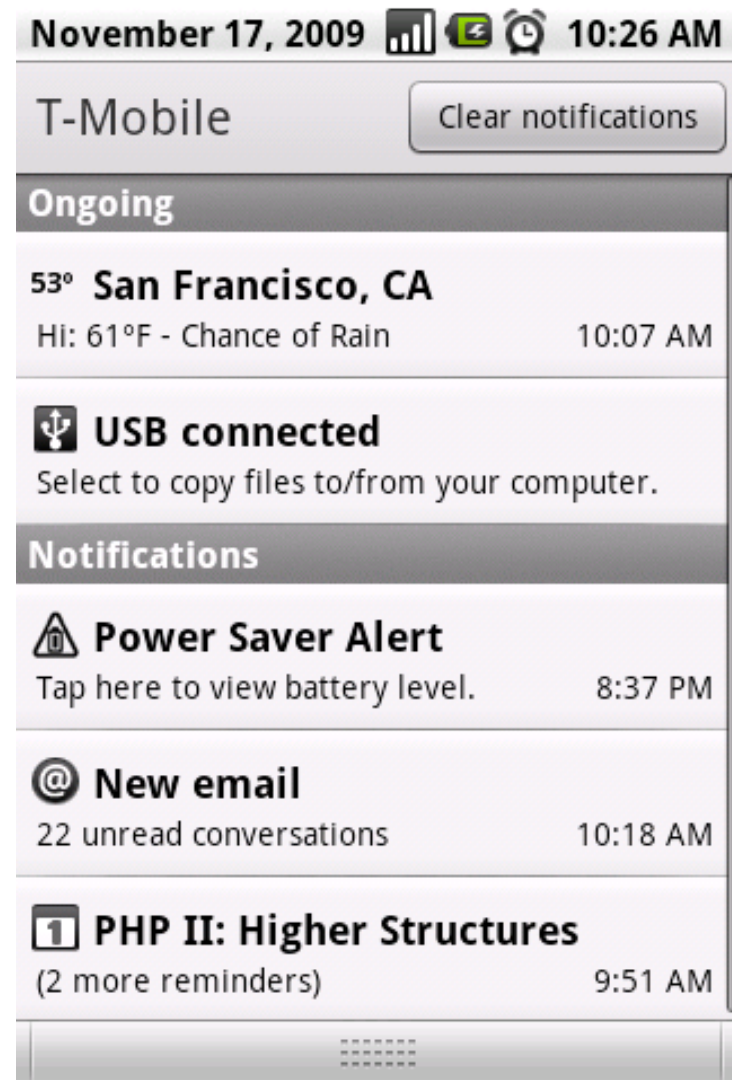 November 17, 2009 10:26 AM
T-Mobile Clear notifications
Ongoing
53º San Francisco, CA
Hi: 61ºF - Chance of Rain 10:07 AM
USB connected
Select to copy files to/from your computer.
Notifications
Power Saver Alert
Tap here to view battery level. 8:37 PM
@ New email
22 unread conversations 10:18 AM
1 PHP II: Higher Structures
(2 more reminders) 9:51 AM